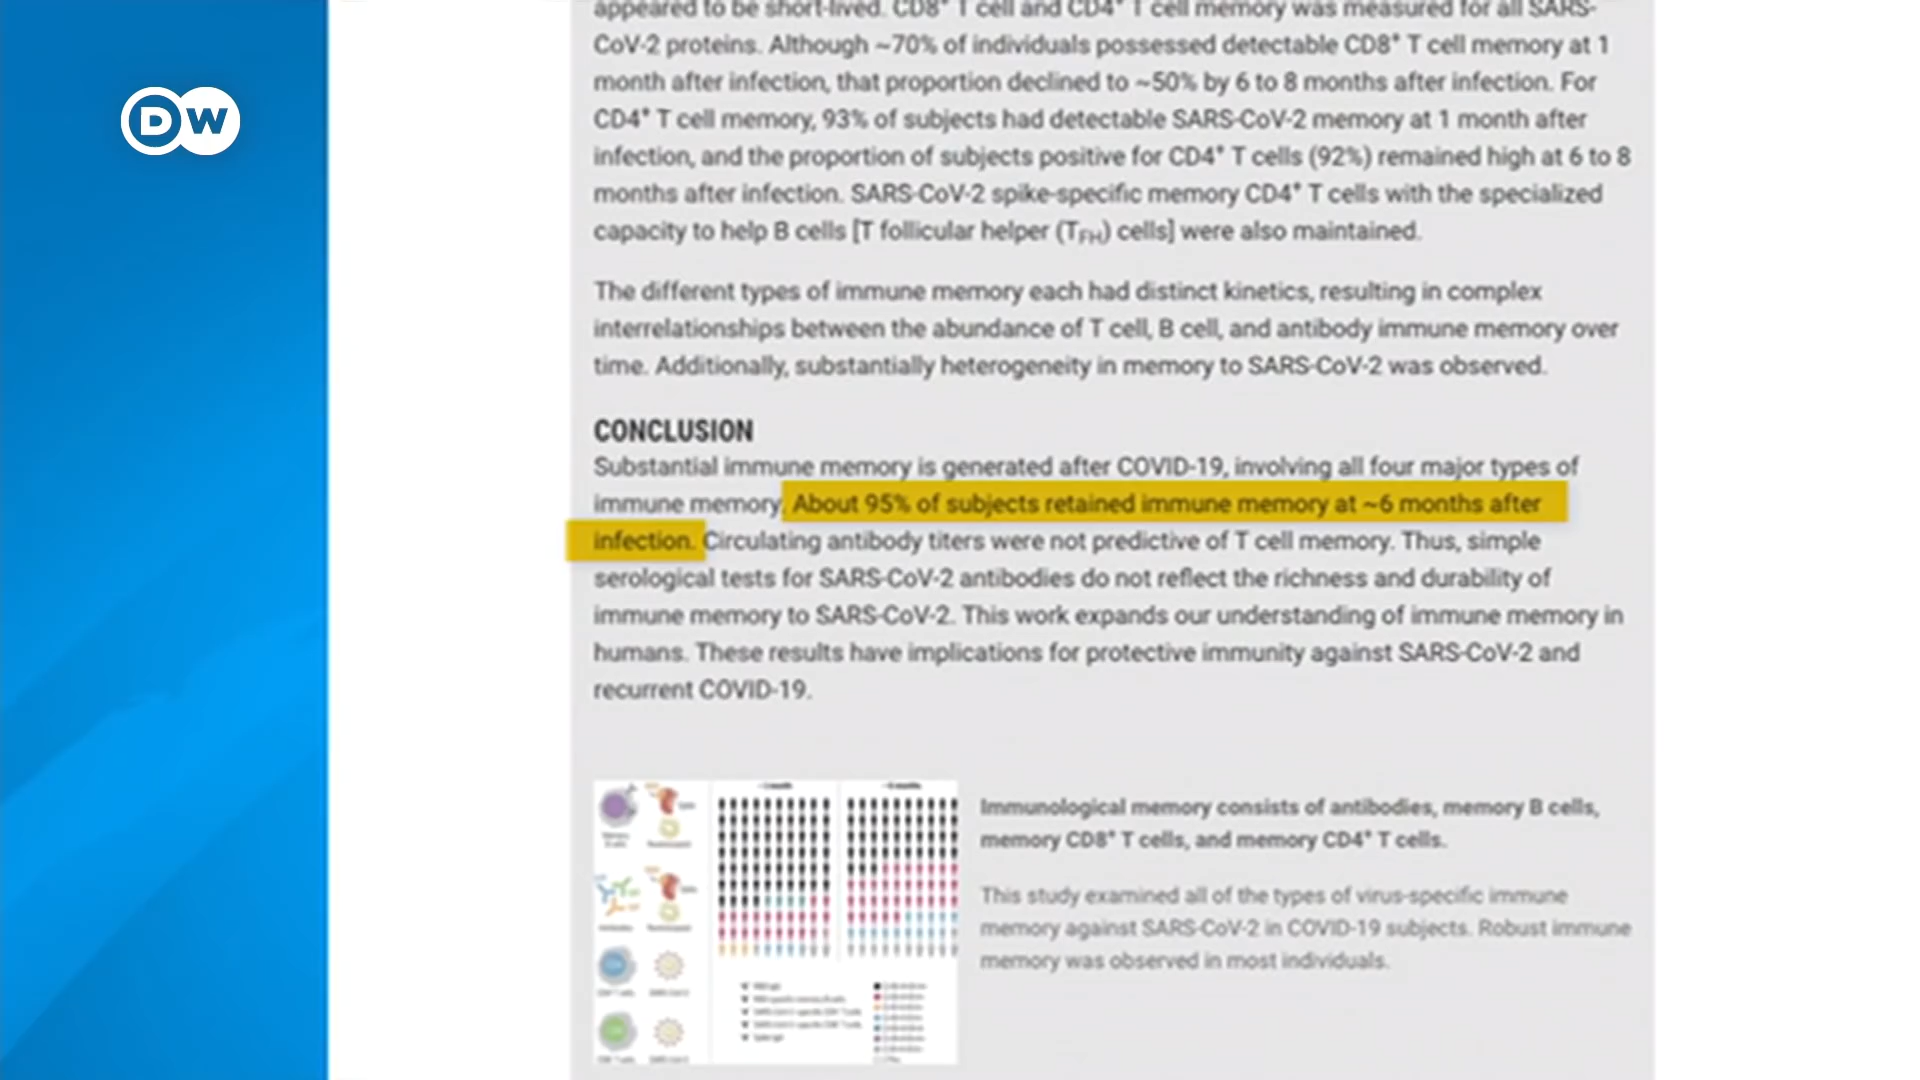 DW
appeared to be short-lived. CD8⁺ T cell and CD4⁺ T cell memory was measured for all SARS-
CoV-2 proteins. Although ~70% of individuals possessed detectable CD8⁺ T cell memory at 1
month after infection, that proportion declined to ~50% by 6 to 8 months after infection. For
CD4⁺ T cell memory, 93% of subjects had detectable SARS-CoV-2 memory at 1 month after
infection, and the proportion of subjects positive for CD4⁺ T cells (92%) remained high at 6 to 8
months after infection. SARS-CoV-2 spike-specific memory CD4⁺ T cells with the specialized
capacity to help B cells [T follicular helper (TFH) cells] were also maintained.
The different types of immune memory each had distinct kinetics, resulting in complex
interrelationships between the abundance of T cell, B cell, and antibody immune memory over
time. Additionally, substantially heterogeneity in memory to SARS-CoV-2 was observed.
CONCLUSION
Substantial immune memory is generated after COVID-19, involving all four major types of
immune memory. About 95% of subjects retained immune memory at ~6 months after
infection. Circulating antibody titers were not predictive of T cell memory. Thus, simple
serological tests for SARS-CoV-2 antibodies do not reflect the richness and durability of
immune memory to SARS-CoV-2. This work expands our understanding of immune memory in
humans. These results have implications for protective immunity against SARS-CoV-2 and
recurrent COVID-19.
Immunological memory consists of antibodies, memory B cells,
memory CD8⁺ T cells, and memory CD4⁺ T cells.
This study examined all of the types of virus-specific immune
memory against SARS-CoV-2 in COVID-19 subjects. Robust immune
memory was observed in most individuals.